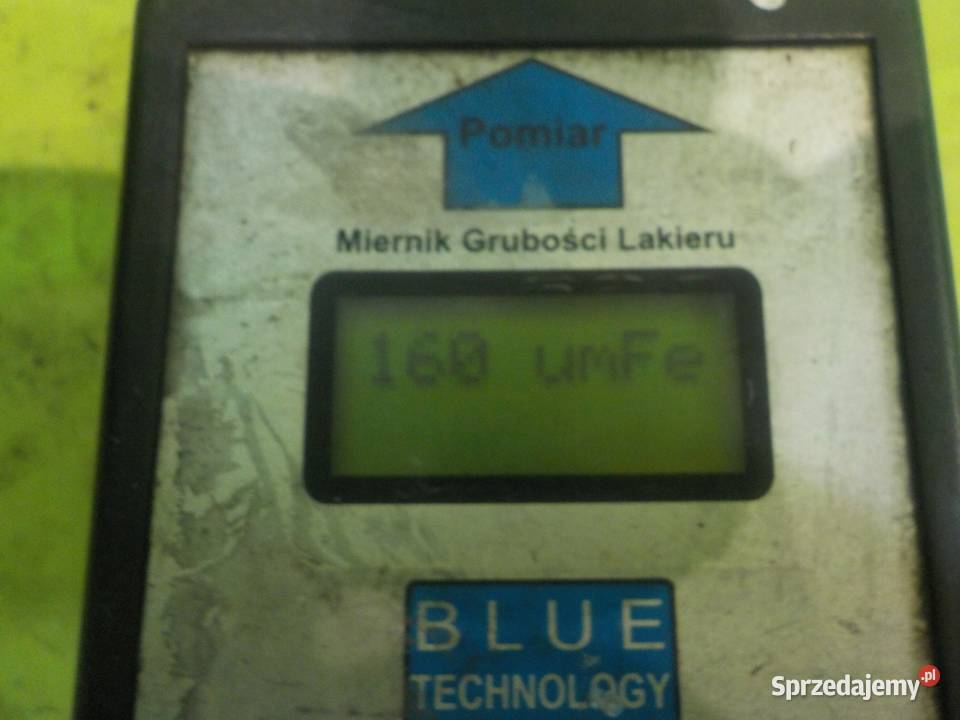 Pomiar
Miernik Grubości Lakieru
160 umFe
BLUE
TECHNOLOGY
Sprzedajemy.pl